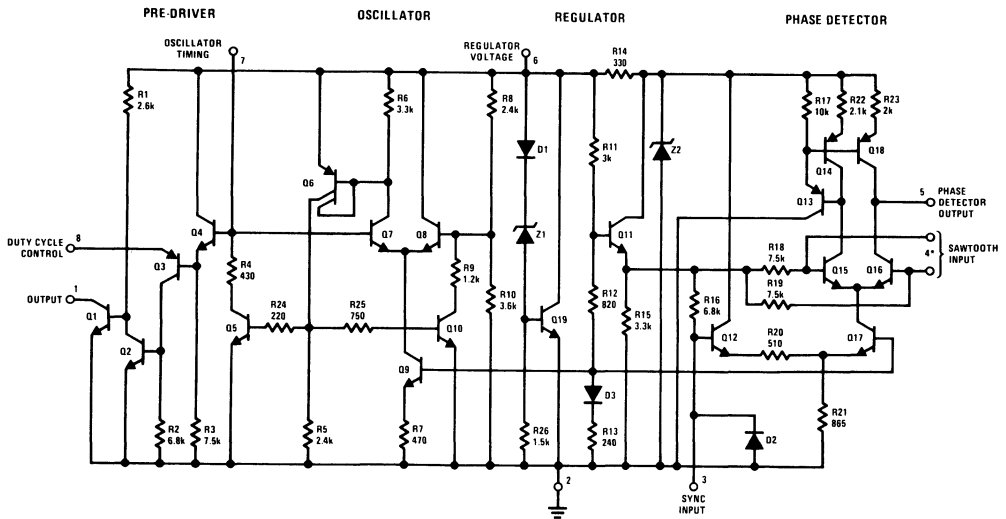 PRE-DRIVER
OSCILLATOR
REGULATOR
PHASE DETECTOR
OSCILLATOR
TIMING
7
REGULATOR
VOLTAGE
6
R14
330
R1
2.6k
R6
3.3k
R8
2.4k
R11
3k
Z2
R17
10k
R22
2.1k
R23
2k
D1
Q18
Q14
Q6
Q13
5
PHASE
DETECTOR
OUTPUT
Q4
Q7
Q8
Z1
Q11
8
DUTY CYCLE
CONTROL
Q3
R4
430
R9
1.2k
R18
7.5k
4*
SAWTOOTH
INPUT
Q15
Q16
R19
7.5k
1
OUTPUT
Q1
Q5
R24
220
R25
750
Q10
R10
3.6k
Q19
R12
820
R15
3.3k
R16
6.8k
Q12
R20
510
Q17
Q2
Q9
D3
R2
6.8k
R3
7.5k
R5
2.4k
R7
470
R26
1.5k
R13
240
D2
R21
865
2
3
SYNC
INPUT